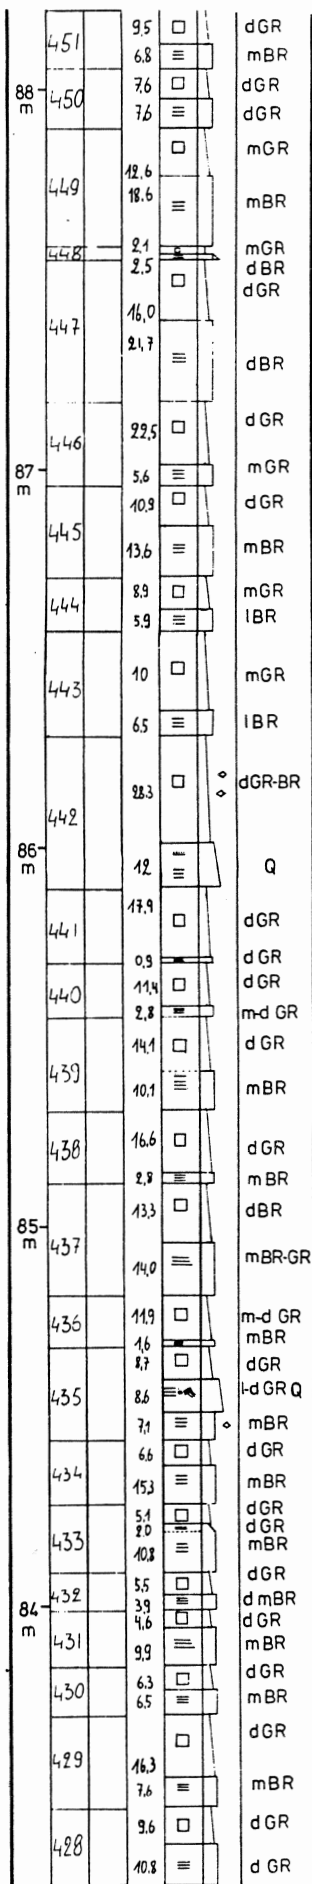 9,5 dGR
451
6.8 mBR
88 m
7.6 dGR
450
7,6 dGR
mGR
12,6
449
18.6 mBR
2,1 mGR
448
2.5 dBR
dGR
16,0
447
21,7
dBR
dGR
446
22,5
87 m
5,6 mGR
10,9 dGR
445
13,6 mBR
8,9 mGR
444
5.9 lBR
10 mGR
443
6.5 lBR
28.3 dGR-BR
442
86 m
12 Q
17,9
441 dGR
0,9 dGR
11,4 dGR
440
2,8 m-d GR
14,1 dGR
439
10,1 mBR
16.6
438 dGR
2,8 mBR
13,3 dBR
85 m
437
14,0 mBR-GR
11,9 m-d GR
436
1,6 mBR
8,7 dGR
435
8.6 l-d GR Q
7,1 mBR
6,6 dGR
434
15,3 mBR
5,1 dGR
2.0 dGR
433
10,8 mBR
dGR
5,5
432
3,9 d mBR
84 m
4,6 dGR
431 mBR
9,9
6.3 dGR
430
6.5 mBR
dGR
429
16,3
7,6 mBR
9.6 dGR
428
10.8 dGR